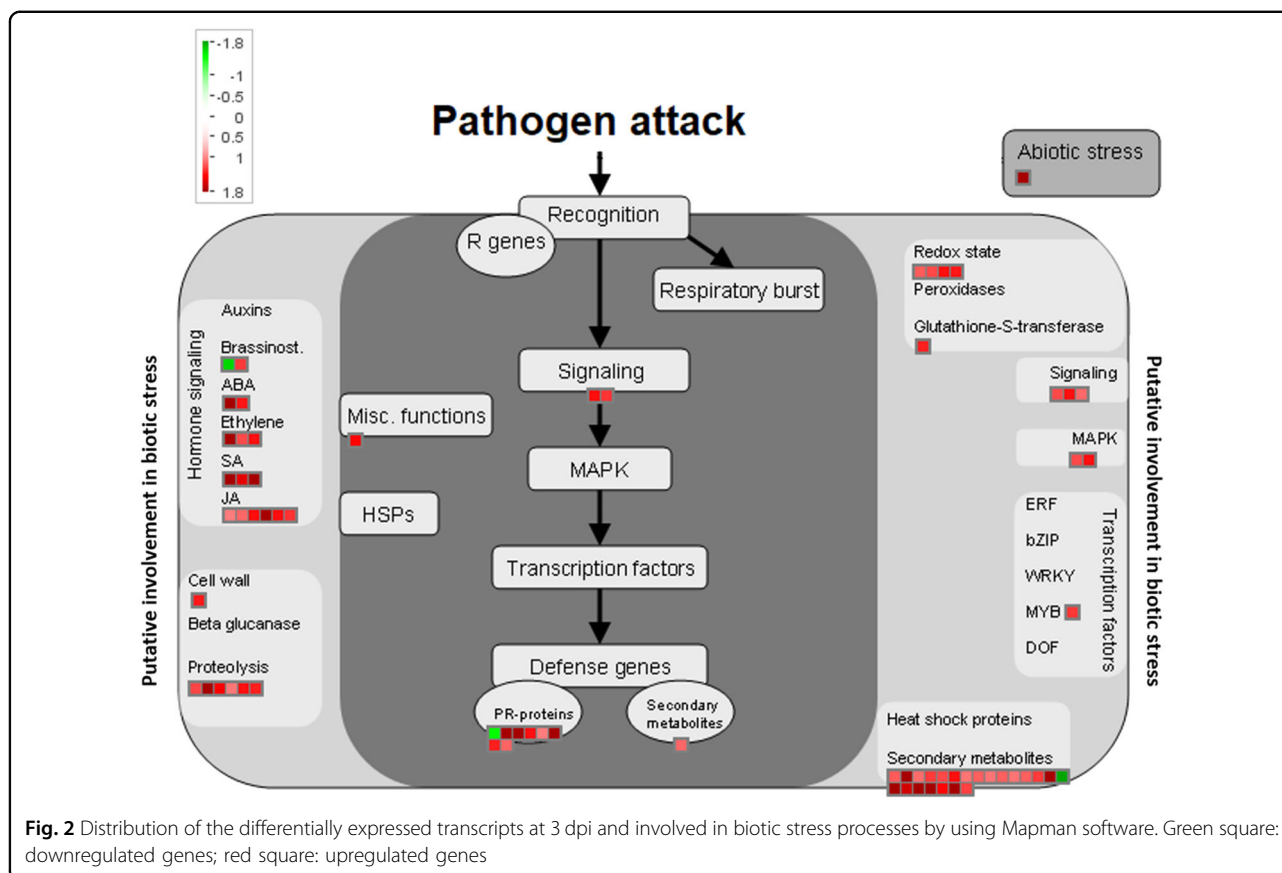 -1.8
-1
-0.5
0
0.5
1
1.8
Pathogen attack
Abiotic stress
Recognition
R genes
Respiratory burst
Redox state
Peroxidases
Glutathione-S-transferase
Putative involvement in biotic stress
Hormone signaling
Auxins
Brassinost.
ABA
Ethylene
SA
JA
Signaling
Misc. functions
MAPK
HSPs
Transcription factors
Signaling
MAPK
ERF
bZIP
WRKY
MYB
DOF
Transcription factors
Putative involvement in biotic stress
Cell wall
Beta glucanase
Proteolysis
Defense genes
PR-proteins
Secondary
metabolites
Heat shock proteins
Secondary metabolites
Fig. 2 Distribution of the differentially expressed transcripts at 3 dpi and involved in biotic stress processes by using Mapman software. Green square:
downregulated genes; red square: upregulated genes